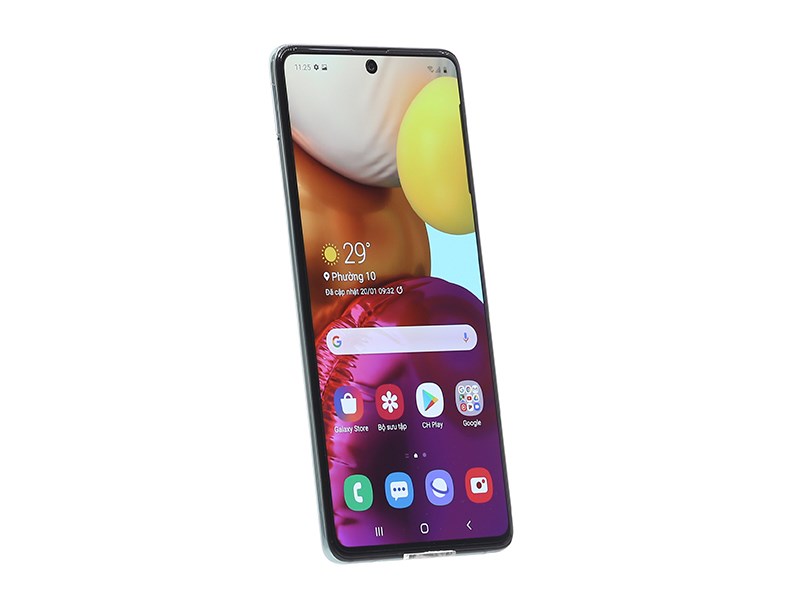 11:25
29°
Phường 10
Đã cập nhật 20/01 09:32
G
Galaxy Store
Bộ sưu tập
CH Play
Google